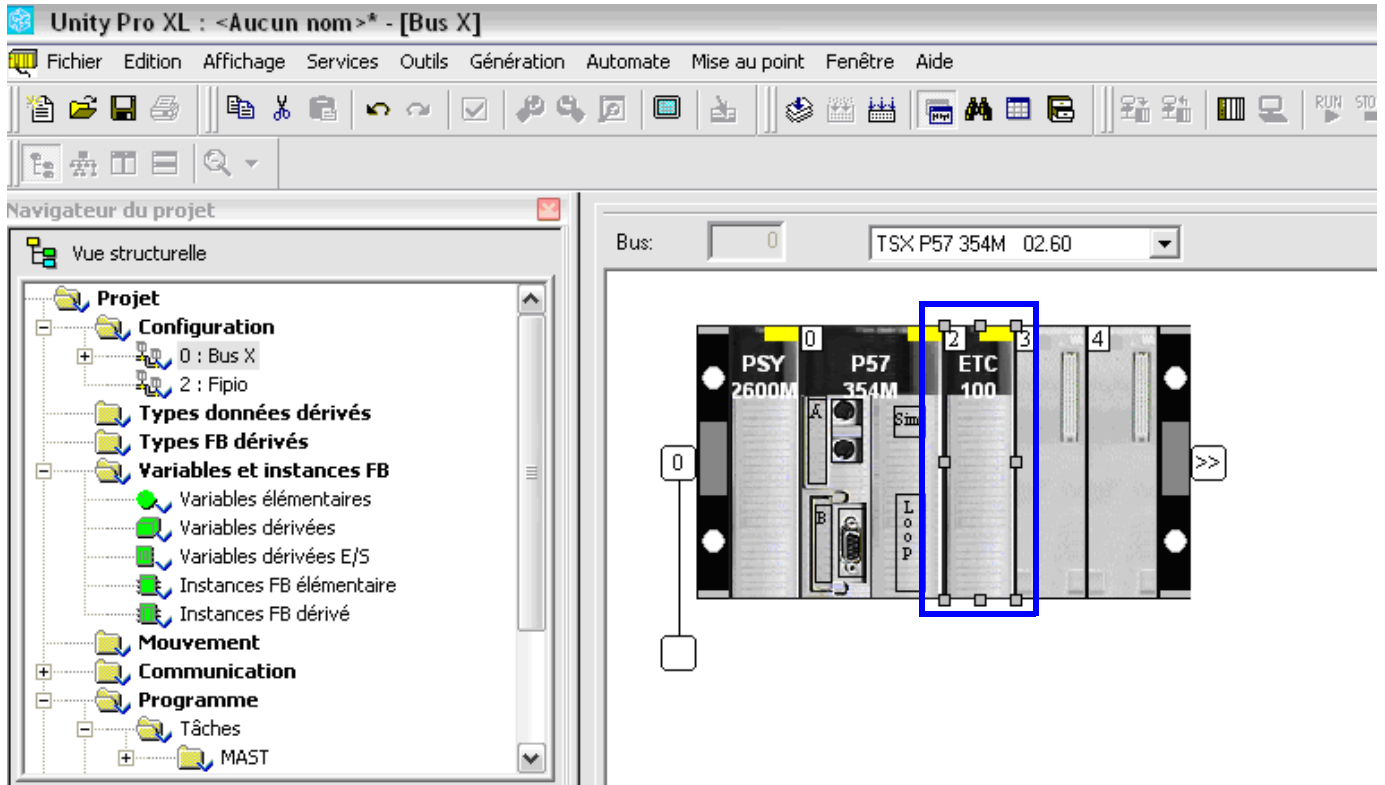 Unity Pro XL : <Aucun nom>* - [Bus X]
Fichier Edition Affichage Services Outils Génération Automate Mise au point Fenêtre Aide
RUN STO
Navigateur du projet
Vue structurelle
Projet
Configuration
0 : Bus X
2 : Fipio
Types données dérivés
Types FB dérivés
Variables et instances FB
Variables élémentaires
Variables dérivées
Variables dérivées E/S
Instances FB élémentaire
Instances FB dérivé
Mouvement
Communication
Programme
Tâches
MAST
Bus: 0 TSX P57 354M 02.60
0 2 3 4
PSY P57 ETC
2600M 354M 100
A Sim
0 >>
B Loop